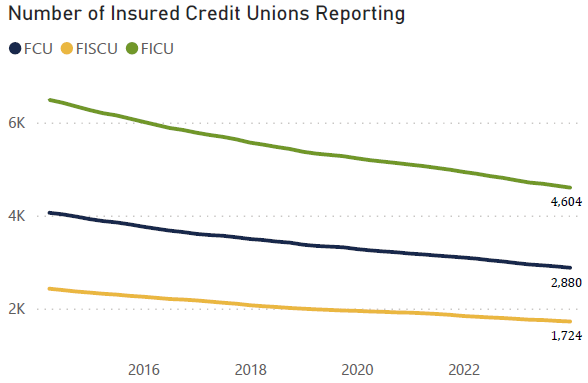 Number of Insured Credit Unions Reporting
FCU FISCU FICU
6K
4,604
4K
2,880
2K
1,724
2016 2018 2020 2022